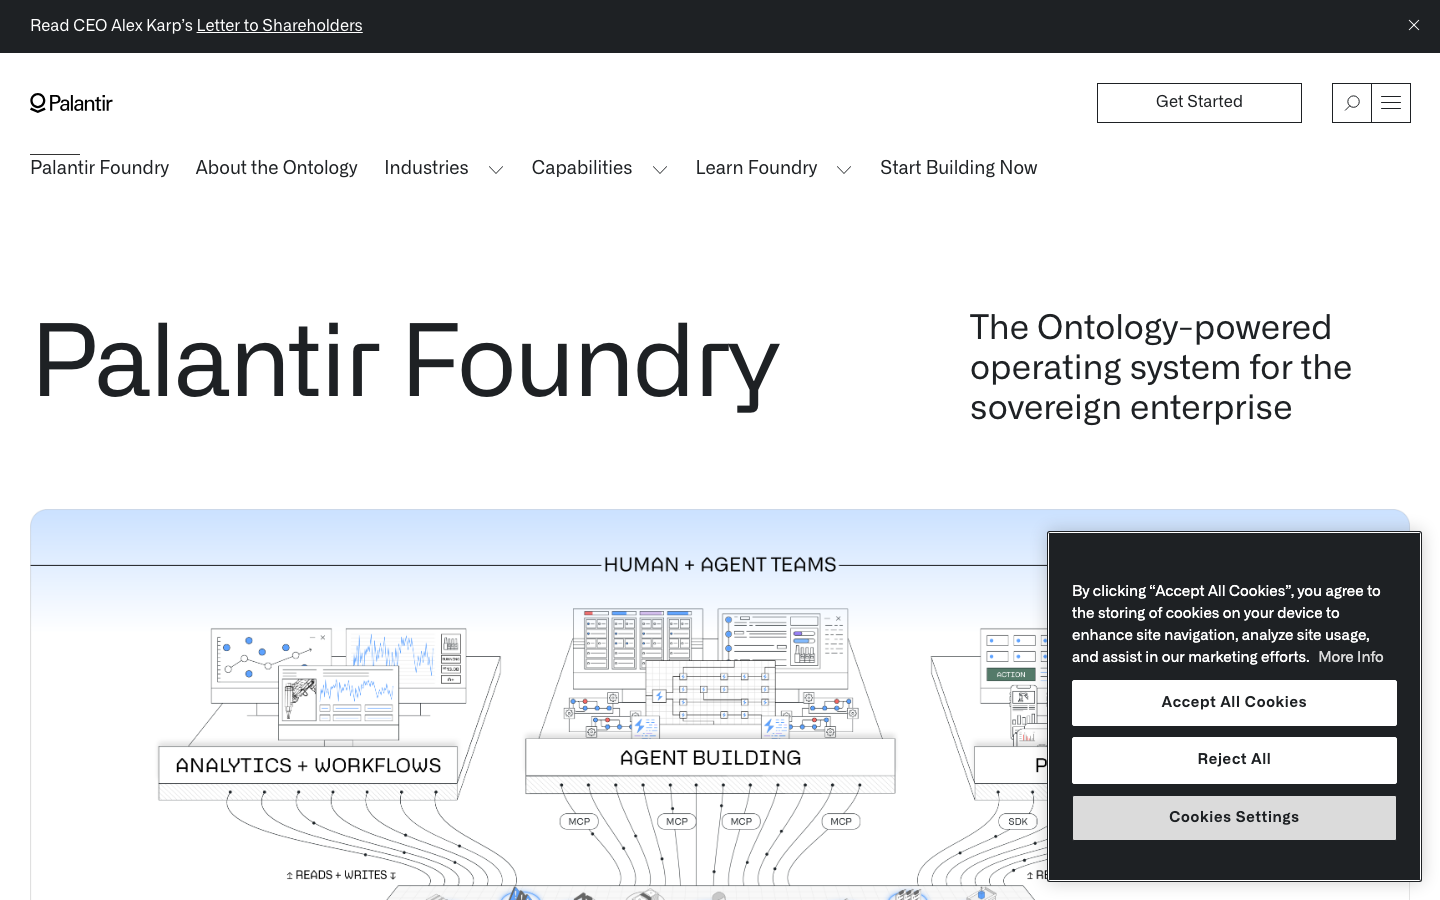 Read CEO Alex Karp’s Letter to Shareholders
Palantir
Get Started
Palantir Foundry
About the Ontology
Industries
Capabilities
Learn Foundry
Start Building Now
Palantir Foundry
The Ontology-powered
operating system for the
sovereign enterprise
HUMAN + AGENT TEAMS
ACTION
ANALYTICS + WORKFLOWS
AGENT BUILDING
P
MCP
MCP
MCP
MCP
SDK
READS + WRITES
RE
By clicking “Accept All Cookies”, you agree to
the storing of cookies on your device to
enhance site navigation, analyze site usage,
and assist in our marketing efforts. More Info
Accept All Cookies
Reject All
Cookies Settings